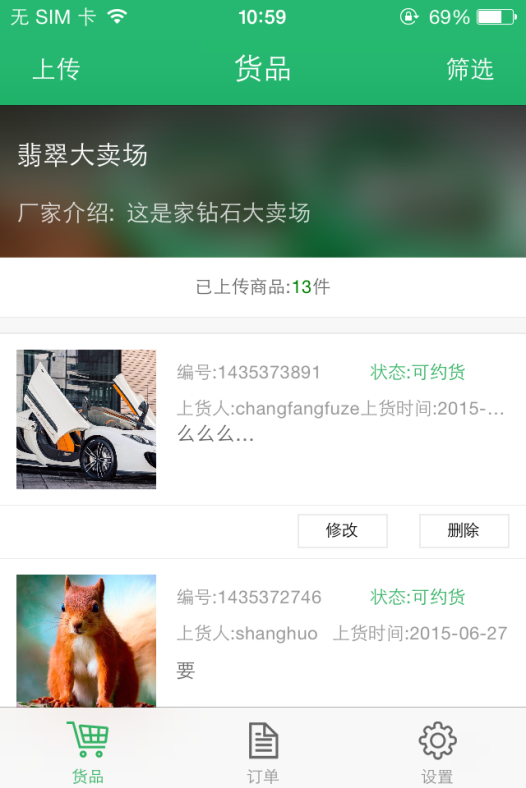 无 SIM 卡 10:59 69%
上传 货品 筛选
翡翠大卖场
厂家介绍: 这是家钻石大卖场
已上传商品:13件
编号:1435373891 状态:可约货
上货人:changfangfuze上货时间:2015-...
么么么...
修改 删除
编号:1435372746 状态:可约货
上货人:shanghuo 上货时间:2015-06-27
要
货品 订单 设置